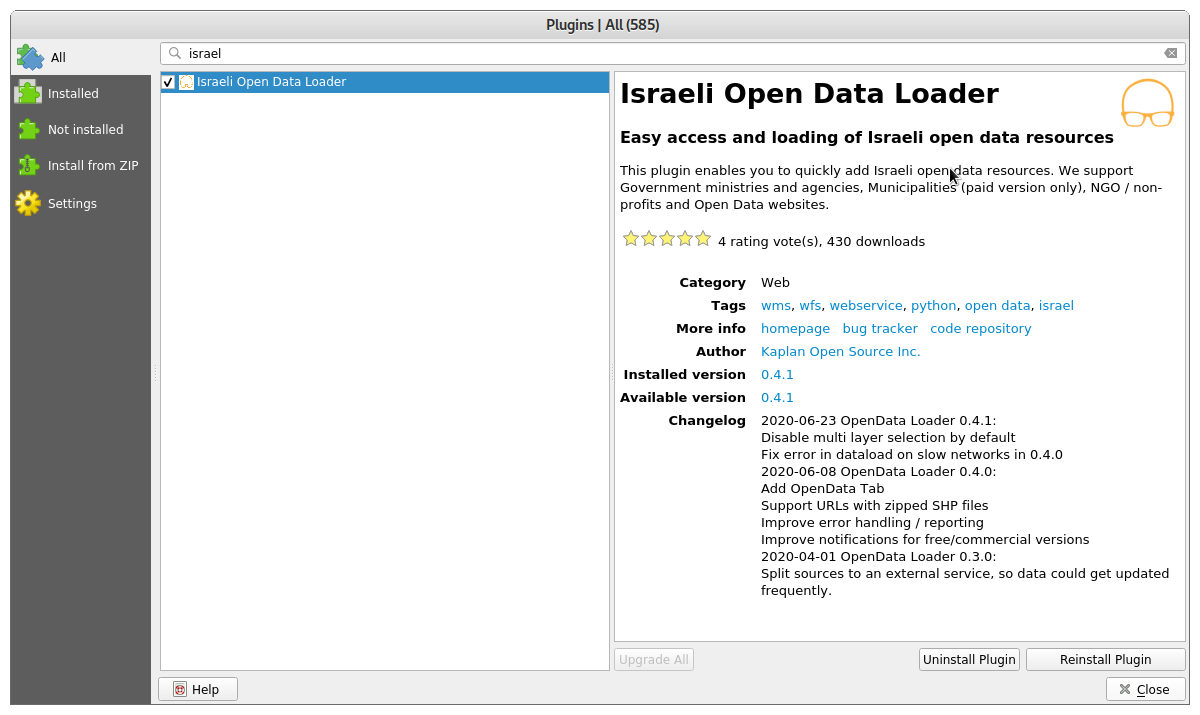 Plugins | All (585)
All
israel
Installed
Not installed
Install from ZIP
Settings
Israeli Open Data Loader
Israeli Open Data Loader
Easy access and loading of Israeli open data resources
This plugin enables you to quickly add Israeli open data resources. We support
Government ministries and agencies, Municipalities (paid version only), NGO / non-
profits and Open Data websites.
4 rating vote(s), 430 downloads
Category Web
Tags wms, wfs, webservice, python, open data, israel
More info homepage bug tracker code repository
Author Kaplan Open Source Inc.
Installed version 0.4.1
Available version 0.4.1
Changelog 2020-06-23 OpenData Loader 0.4.1:
Disable multi layer selection by default
Fix error in dataload on slow networks in 0.4.0
2020-06-08 OpenData Loader 0.4.0:
Add OpenData Tab
Support URLs with zipped SHP files
Improve error handling / reporting
Improve notifications for free/commercial versions
2020-04-01 OpenData Loader 0.3.0:
Split sources to an external service, so data could get updated
frequently.
Upgrade All Uninstall Plugin Reinstall Plugin
Help Close